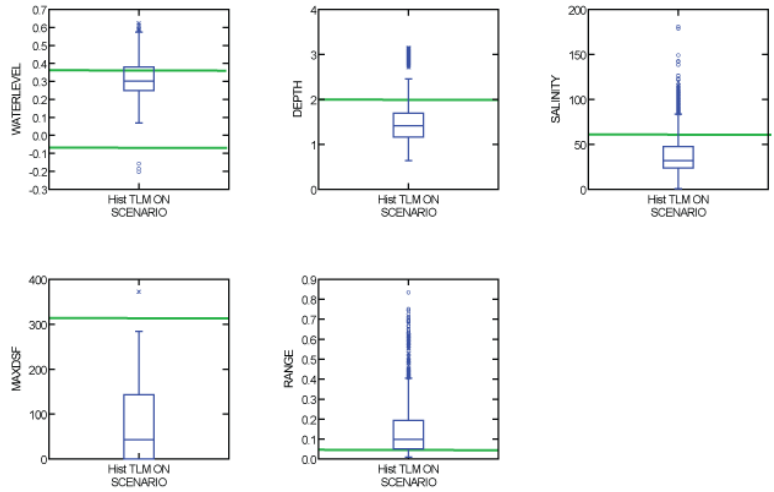 0.7
0.6
0.5
0.4
0.3
0.2
0.1
0.0
-0.1
-0.2
-0.3
WATERLEVEL
Hist TLM ON
SCENARIO
4
3
2
1
0
DEPTH
Hist TLM ON
SCENARIO
200
150
100
50
0
SALINITY
Hist TLM ON
SCENARIO
400
300
200
100
0
MAXDSF
Hist TLM ON
SCENARIO
0.9
0.8
0.7
0.6
0.5
0.4
0.3
0.2
0.1
0.0
RANGE
Hist TLM ON
SCENARIO